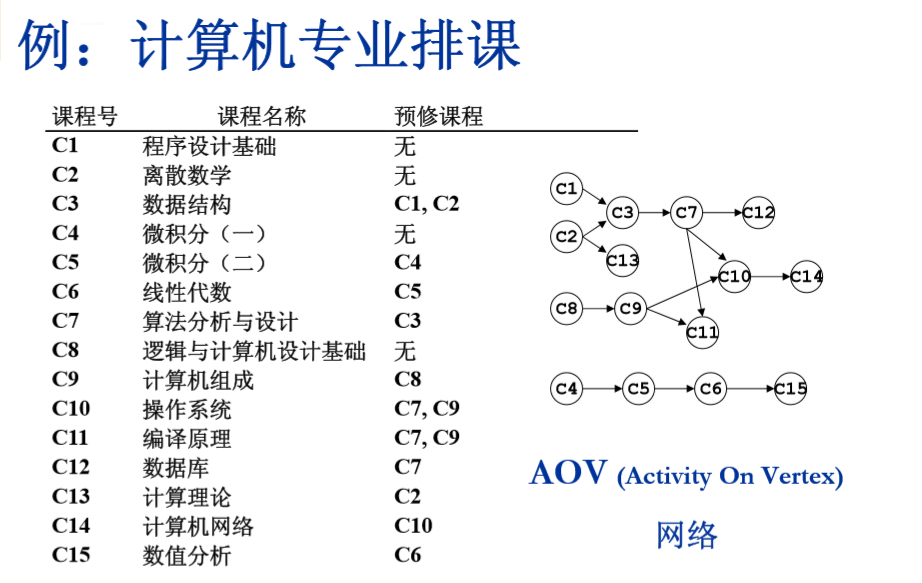 例：计算机专业排课
课程号 课程名称 预修课程
C1 程序设计基础 无
C2 离散数学 无
C3 数据结构 C1, C2
C4 微积分（一） 无
C5 微积分（二） C4
C6 线性代数 C5
C7 算法分析与设计 C3
C8 逻辑与计算机设计基础 无
C9 计算机组成 C8
C10 操作系统 C7, C9
C11 编译原理 C7, C9
C12 数据库 C7
C13 计算理论 C2
C14 计算机网络 C10
C15 数值分析 C6
C1
C3 C7 C12
C2
C13
C10 C14
C8 C9
C11
C4 C5 C6 C15
AOV (Activity On Vertex)
网络